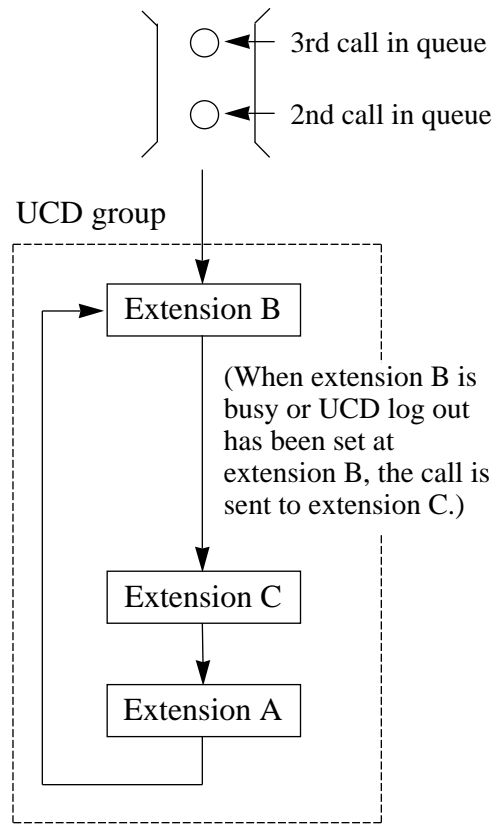 3rd call in queue
2nd call in queue
UCD group
Extension B
(When extension B is
busy or UCD log out
has been set at
extension B, the call is
sent to extension C.)
Extension C
Extension A